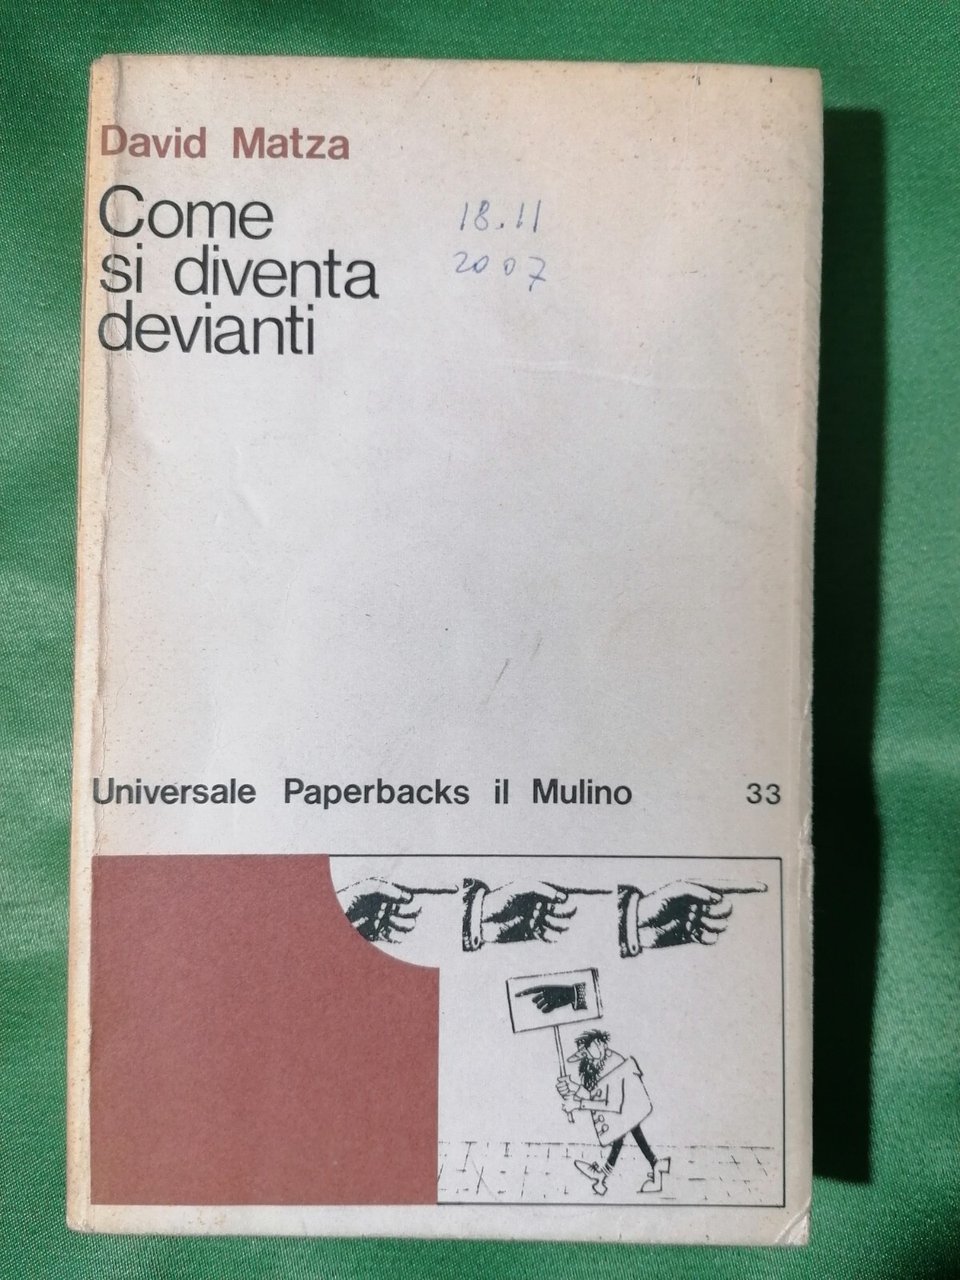 David Matza
Come
si diventa
devianti
18.11
2007
Universale Paperbacks il Mulino 33